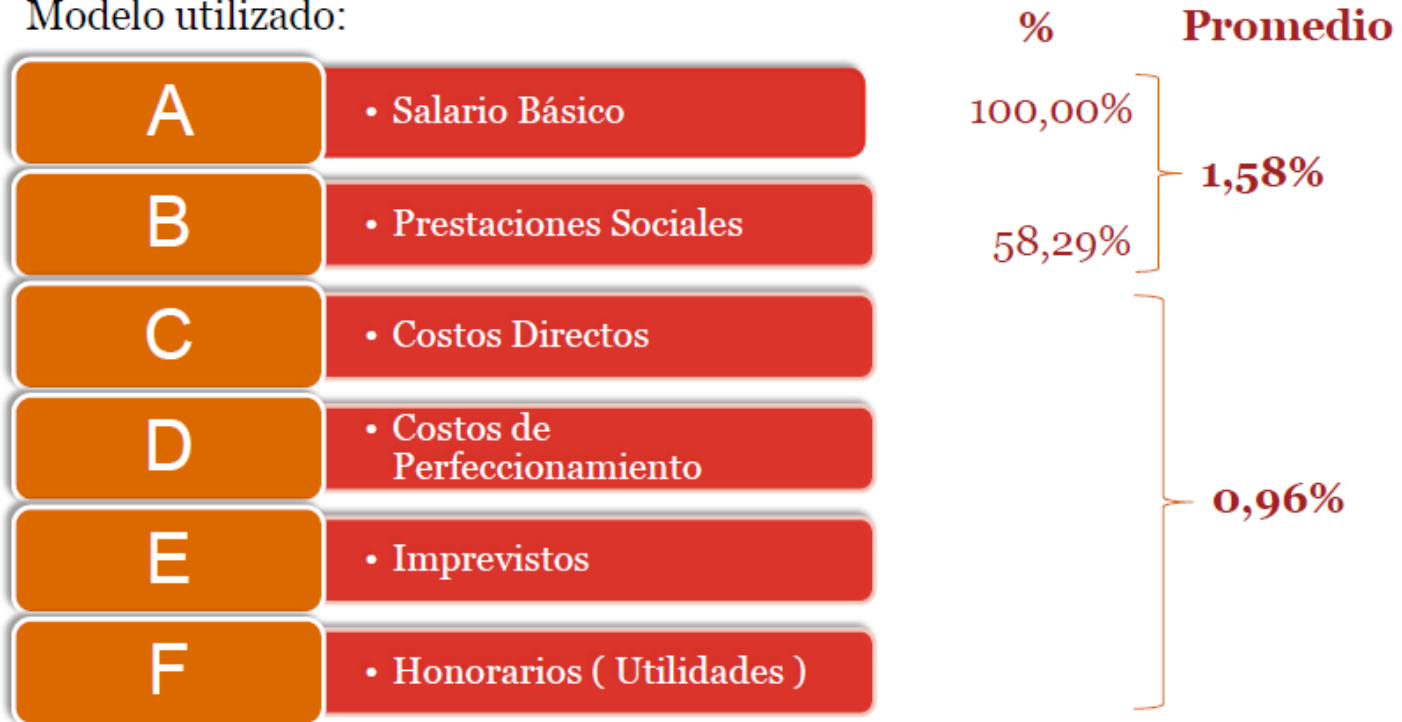 Modelo utilizado:
% Promedio
A • Salario Básico 100,00%
1,58%
B • Prestaciones Sociales 58,29%
C • Costos Directos
D • Costos de
Perfeccionamiento
0,96%
E • Imprevistos
F • Honorarios ( Utilidades )